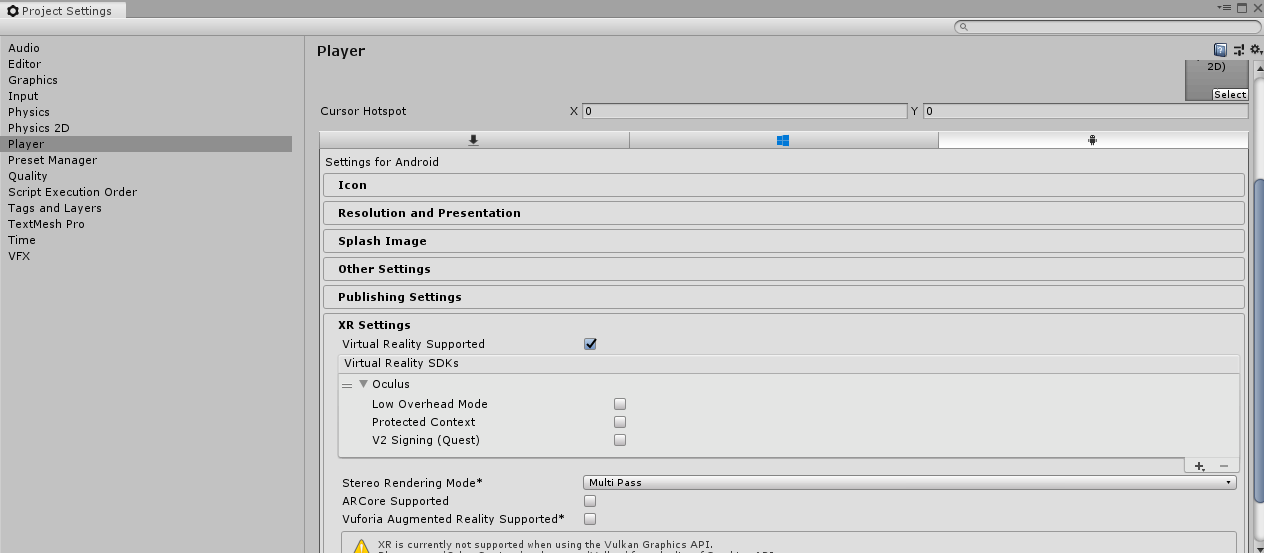 Project Settings
Audio
Editor
Graphics
Input
Physics
Physics 2D
Player
Preset Manager
Quality
Script Execution Order
Tags and Layers
TextMesh Pro
Time
VFX
Player
2D)
Select
Cursor Hotspot X 0 Y 0
Settings for Android
Icon
Resolution and Presentation
Splash Image
Other Settings
Publishing Settings
XR Settings
Virtual Reality Supported
Virtual Reality SDKs
Oculus
Low Overhead Mode
Protected Context
V2 Signing (Quest)
Stereo Rendering Mode* Multi Pass
ARCore Supported
Vuforia Augmented Reality Supported*
XR is currently not supported when using the Vulkan Graphics API.